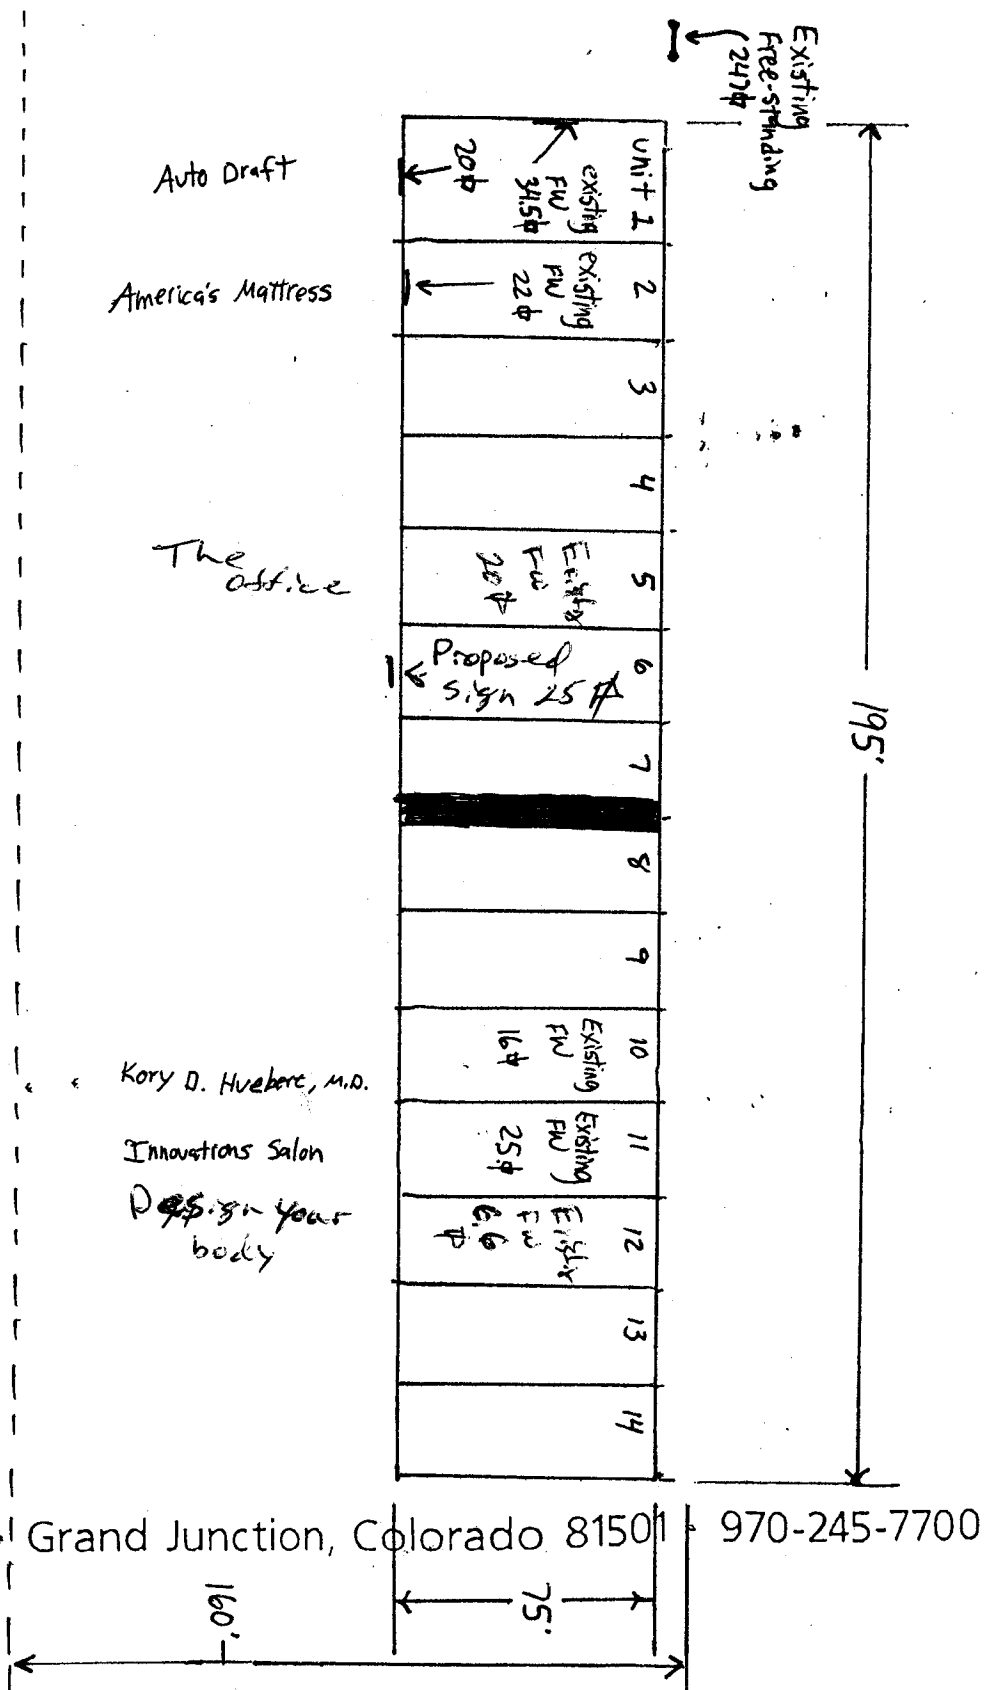 Existing
Free-standing
247⌽
Unit 1
existing
FW
34.5⌽
20⌽
Auto Draft
2
existing
FW
22⌽
America's Mattress
3
4
5
FW
20⌽
The
office
6
Proposed
Sign 25⌽
195'
7
8
9
10
Existing
FW
16⌽
Kory D. Huebert, M.D.
11
Existing
FW
25⌽
Innovations Salon
12
FW
6.6
⌽
Design your
body
13
14
Grand Junction, Colorado 81501 970-245-7700
75'
160'